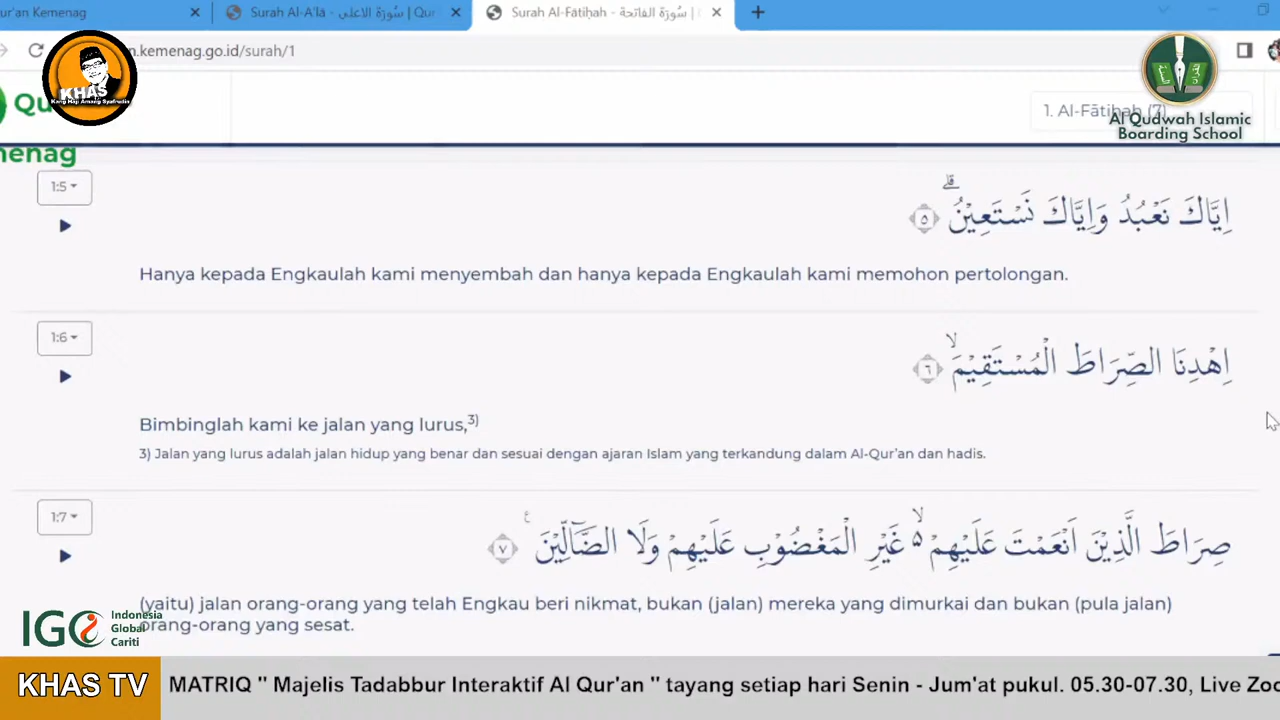 ur'an Kemenag
Surah Al-A'lā - سُوْرَة الاعلى | Qur
Surah Al-Fātiḥah - سُوْرَة الفاتحة | (
n.kemenag.go.id/surah/1
KHAS
Kang Haji Amang Syafrudin
Qu
menag
1. Al-Fātiḥah (7)
Al Qudwah Islamic
Boarding School
1:5
اِيَّاكَ نَعْبُدُ وَاِيَّاكَ نَسْتَعِيْنُۗ ٥
Hanya kepada Engkaulah kami menyembah dan hanya kepada Engkaulah kami memohon pertolongan.
1:6
اِهْدِنَا الصِّرَاطَ الْمُسْتَقِيْمَۙ ٦
Bimbinglah kami ke jalan yang lurus,3)
3) Jalan yang lurus adalah jalan hidup yang benar dan sesuai dengan ajaran Islam yang terkandung dalam Al-Qur'an dan hadis.
1:7
صِرَاطَ الَّذِيْنَ اَنْعَمْتَ عَلَيْهِمْ ەۙ غَيْرِ الْمَغْضُوْبِ عَلَيْهِمْ وَلَا الضَّاۤلِّيْنَ ࣖ ٧
(yaitu) jalan orang-orang yang telah Engkau beri nikmat, bukan (jalan) mereka yang dimurkai dan bukan (pula jalan)
orang-orang yang sesat.
IGC
Indonesia
Global
Cariti
KHAS TV
MATRIQ " Majelis Tadabbur Interaktif Al Qur'an " tayang setiap hari Senin - Jum'at pukul. 05.30-07.30, Live Zoo